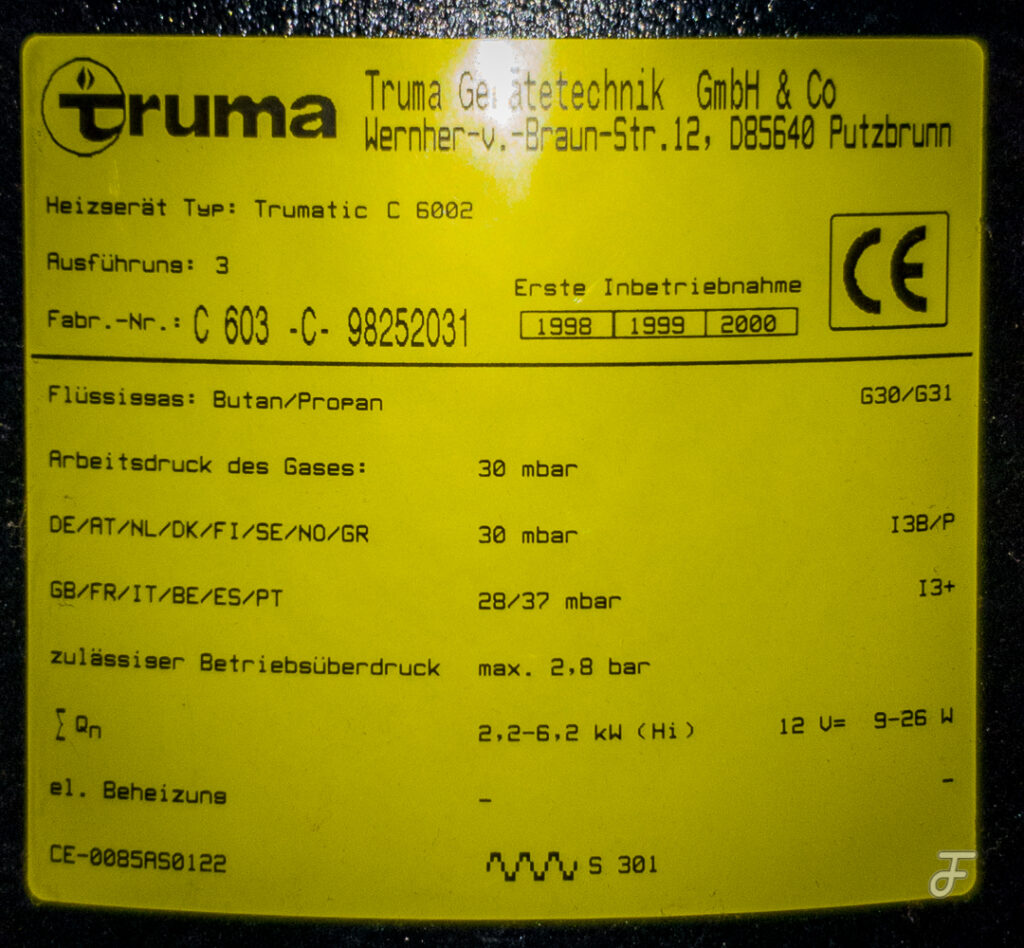 truma
Truma Gerätetechnik GmbH & Co
Wernher-v.-Braun-Str.12, D85640 Putzbrunn
Heizgerät Typ: Trumatic C 6002
Ausführung: 3
Erste Inbetriebnahme
Fabr.-Nr.: C 603 -C- 98252031
1998 1999 2000
CE
Flüssiggas: Butan/Propan G30/G31
Arbeitsdruck des Gases: 30 mbar
DE/AT/NL/DK/FI/SE/NO/GR 30 mbar I3B/P
GB/FR/IT/BE/ES/PT 28/37 mbar I3+
zulässiger Betriebsüberdruck max. 2,8 bar
∑ Qn 2,2-6,2 kW (Hi) 12 V= 9-26 W
el. Beheizung - -
CE-0085AS0122 S 301